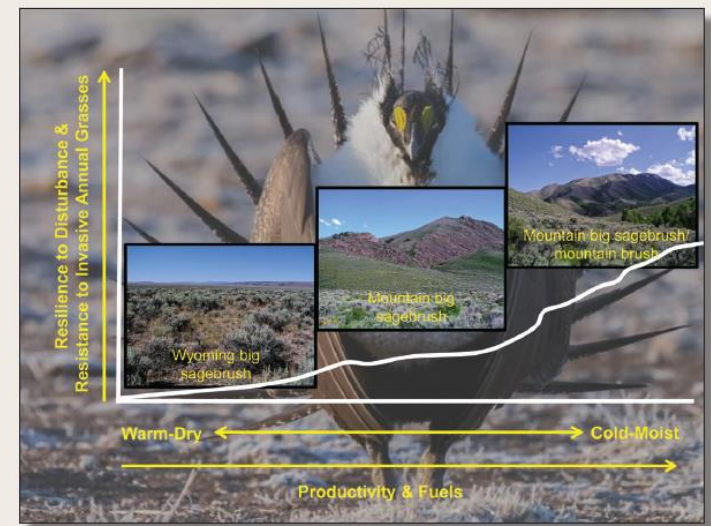 Resilience to Disturbance &
Resistance to Invasive Annual Grasses
Wyoming big
sagebrush
Mountain big
sagebrush
Mountain big sagebrush/
mountain brush
Warm-Dry
Cold-Moist
Productivity & Fuels